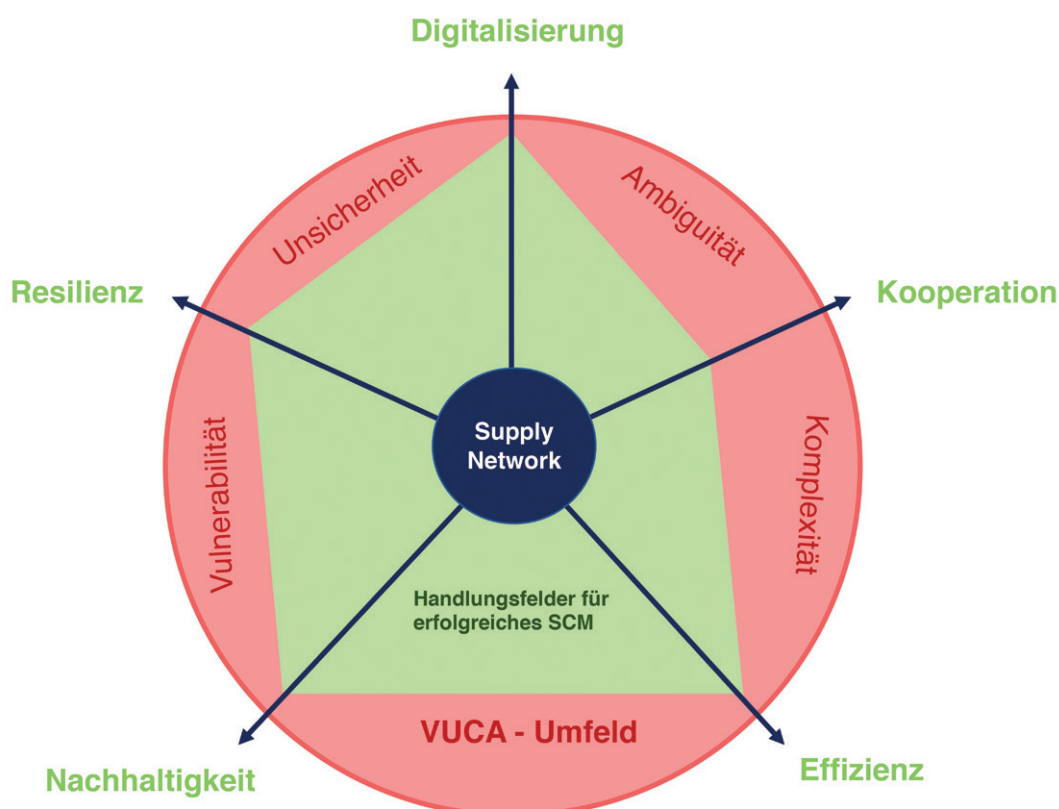 Digitalisierung
Unsicherheit
Ambiguität
Resilienz
Kooperation
Supply
Network
Vulnerabilität
Komplexität
Handlungsfelder für
erfolgreiches SCM
VUCA - Umfeld
Nachhaltigkeit
Effizienz